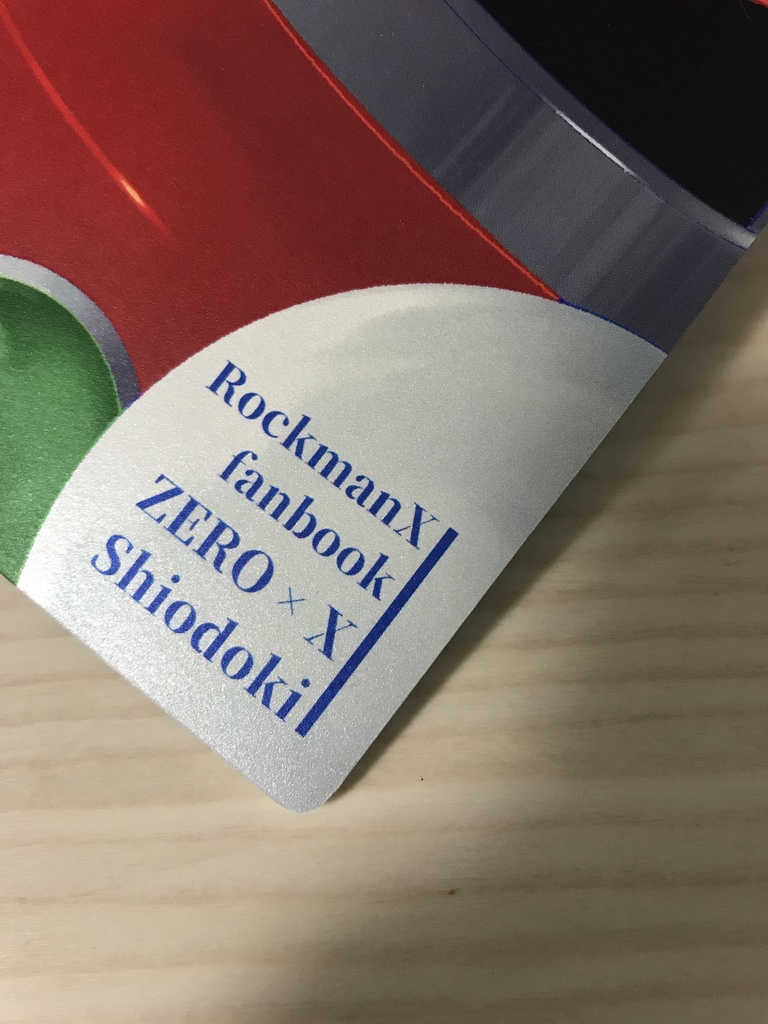 RockmanX
fanbook
ZERO × X
Shiodoki